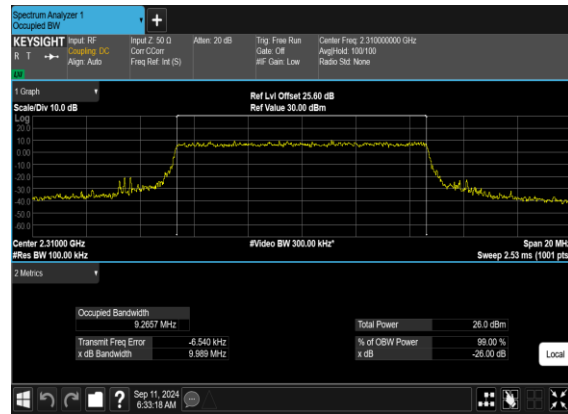 Spectrum Analyzer 1
Occupied BW
KEYSIGHT Input: RF Input Z: 50 Ω Atten: 20 dB Trig: Free Run Center Freq: 2.310000000 GHz
R T Coupling: DC Corr CCorr Gate: Off Avg|Hold: 100/100
Align: Auto Freq Ref: Int (S) #IF Gain: Low Radio Std: None
LXI
1 Graph
Ref Lvl Offset 25.60 dB
Scale/Div 10.0 dB Ref Value 30.00 dBm
Log
20.0
10.0
0.00
-10.0
-20.0
-30.0
-40.0
-50.0
-60.0
Center 2.31000 GHz #Video BW 300.00 kHz* Span 20 MHz
#Res BW 100.00 kHz Sweep 2.53 ms (1001 pts)
2 Metrics
Occupied Bandwidth
9.2657 MHz Total Power 26.0 dBm
Transmit Freq Error -6.540 kHz % of OBW Power 99.00 %
x dB Bandwidth 9.989 MHz x dB -26.00 dB
Local
?
Sep 11, 2024
6:33:18 AM